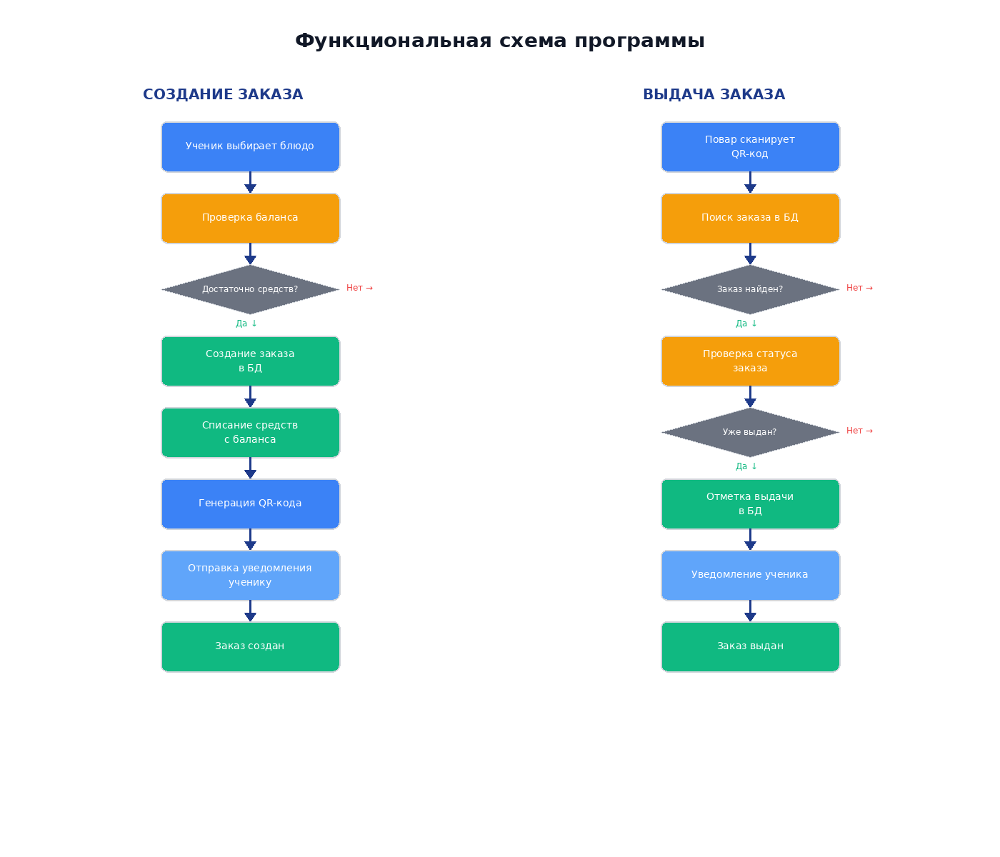 Функциональная схема программы
СОЗДАНИЕ ЗАКАЗА
Ученик выбирает блюдо
Проверка баланса
Достаточно средств?
Нет →
Да ↓
Создание заказа
в БД
Списание средств
с баланса
Генерация QR-кода
Отправка уведомления
ученику
Заказ создан
ВЫДАЧА ЗАКАЗА
Повар сканирует
QR-код
Поиск заказа в БД
Заказ найден?
Нет →
Да ↓
Проверка статуса
заказа
Уже выдан?
Нет →
Да ↓
Отметка выдачи
в БД
Уведомление ученика
Заказ выдан